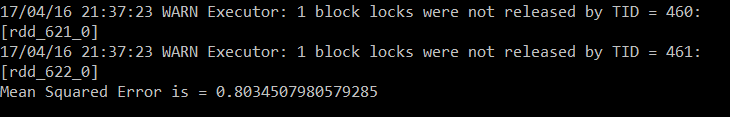 17/04/16 21:37:23 WARN Executor: 1 block locks were not released by TID = 460:
[rdd_621_0]
17/04/16 21:37:23 WARN Executor: 1 block locks were not released by TID = 461:
[rdd_622_0]
Mean Squared Error is = 0.8034507980579285